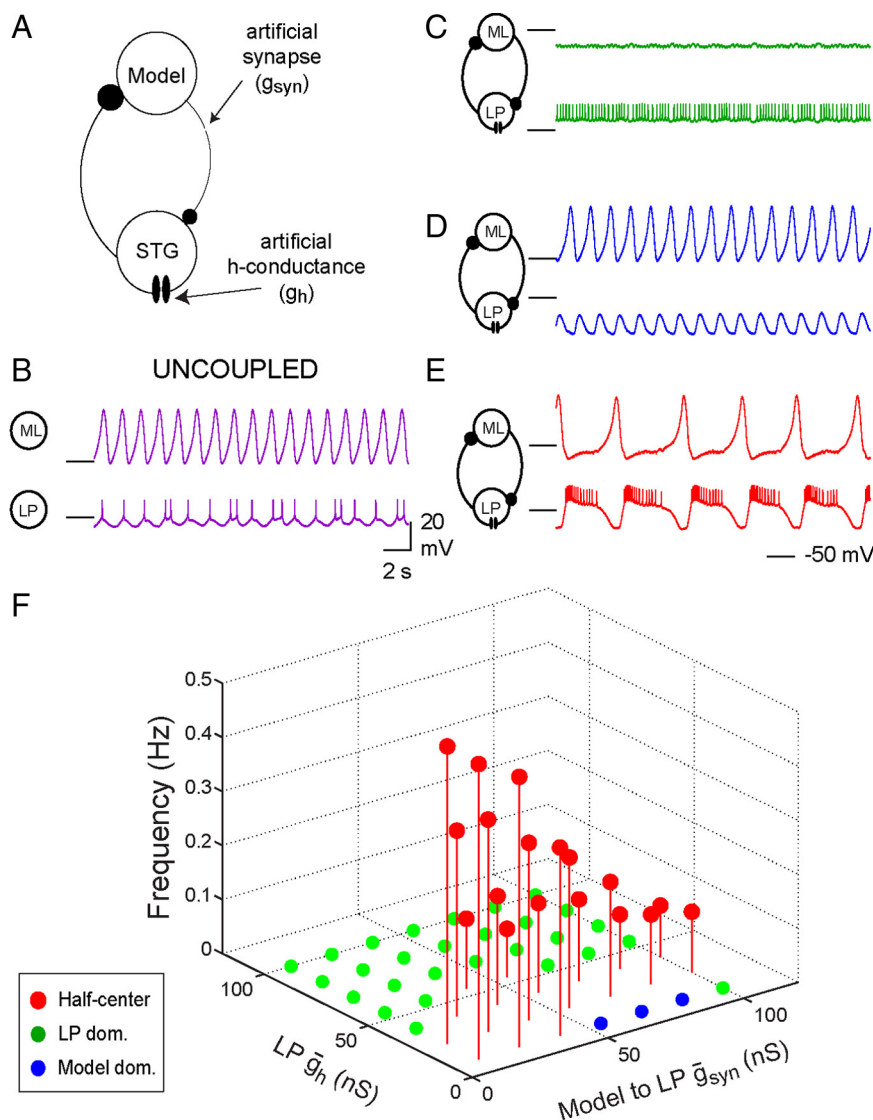 A
Model
artificial
synapse
(gsyn)
STG
artificial
h-conductance
(gh)
B
UNCOUPLED
ML
LP
20
mV
2 s
C
ML
LP
D
ML
LP
E
ML
LP
-50 mV
F
Frequency (Hz)
0.5
0.4
0.3
0.2
0.1
0
100
50
0
LP ḡh (nS)
0
50
100
Model to LP ḡsyn (nS)
Half-center
LP dom.
Model dom.